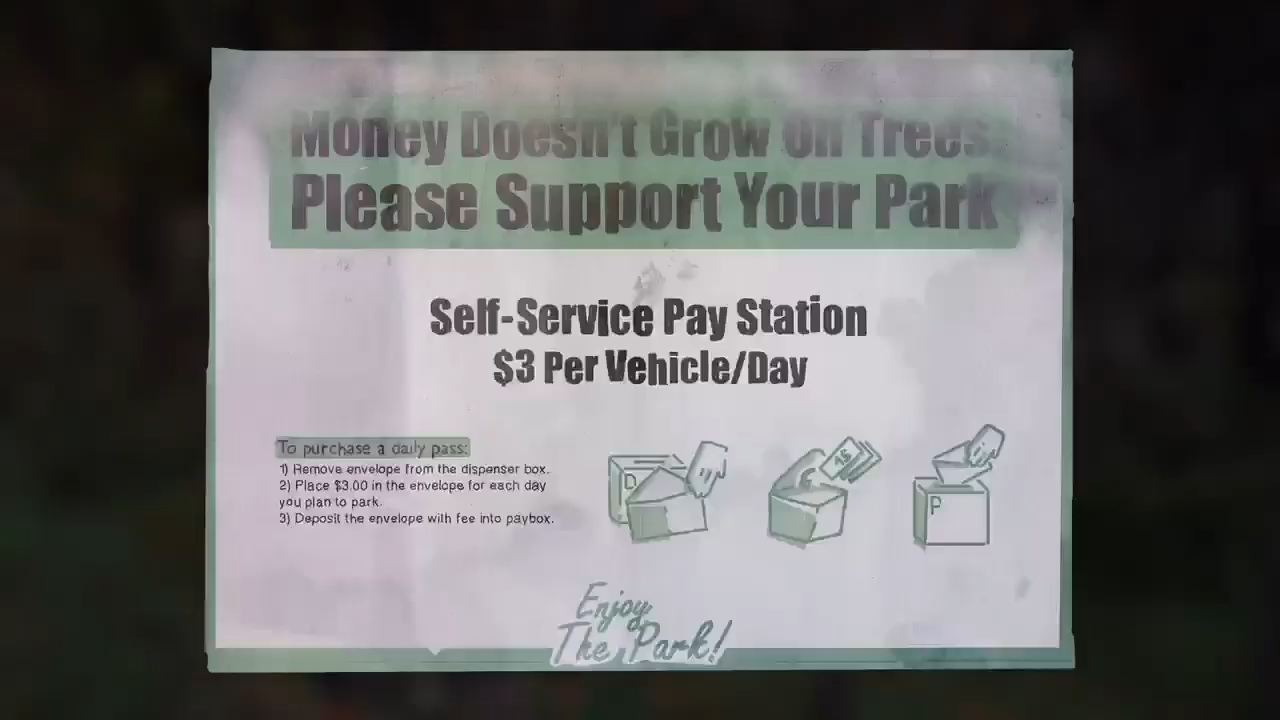 Money Doesn't Grow On Trees
Please Support Your Park
Self-Service Pay Station
$3 Per Vehicle/Day
To purchase a daily pass:
1) Remove envelope from the dispenser box.
2) Place $3.00 in the envelope for each day
you plan to park.
3) Deposit the envelope with fee into paybox.
D
P
Enjoy
The Park!